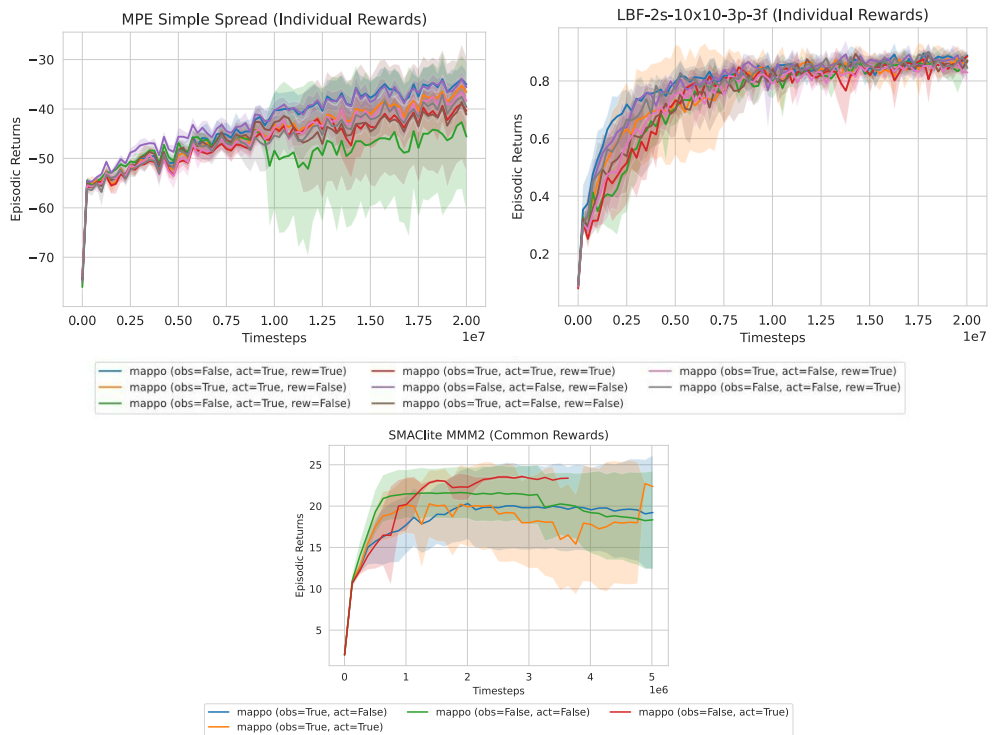 MPE Simple Spread (Individual Rewards)
−30
−40
−50
−60
−70
Episodic Returns
0.00 0.25 0.50 0.75 1.00 1.25 1.50 1.75 2.00
Timesteps
1e7
LBF-2s-10x10-3p-3f (Individual Rewards)
0.8
0.6
0.4
0.2
Episodic Returns
0.00 0.25 0.50 0.75 1.00 1.25 1.50 1.75 2.00
Timesteps
1e7
mappo (obs=False, act=True, rew=True) mappo (obs=True, act=True, rew=True) mappo (obs=True, act=False, rew=True)
mappo (obs=True, act=True, rew=False) mappo (obs=False, act=False, rew=False) mappo (obs=False, act=False, rew=True)
mappo (obs=False, act=True, rew=False) mappo (obs=True, act=False, rew=False)
SMAClite MMM2 (Common Rewards)
25
20
15
10
5
Episodic Returns
0 1 2 3 4 5
Timesteps
1e6
mappo (obs=True, act=False) mappo (obs=False, act=False) mappo (obs=False, act=True)
mappo (obs=True, act=True)